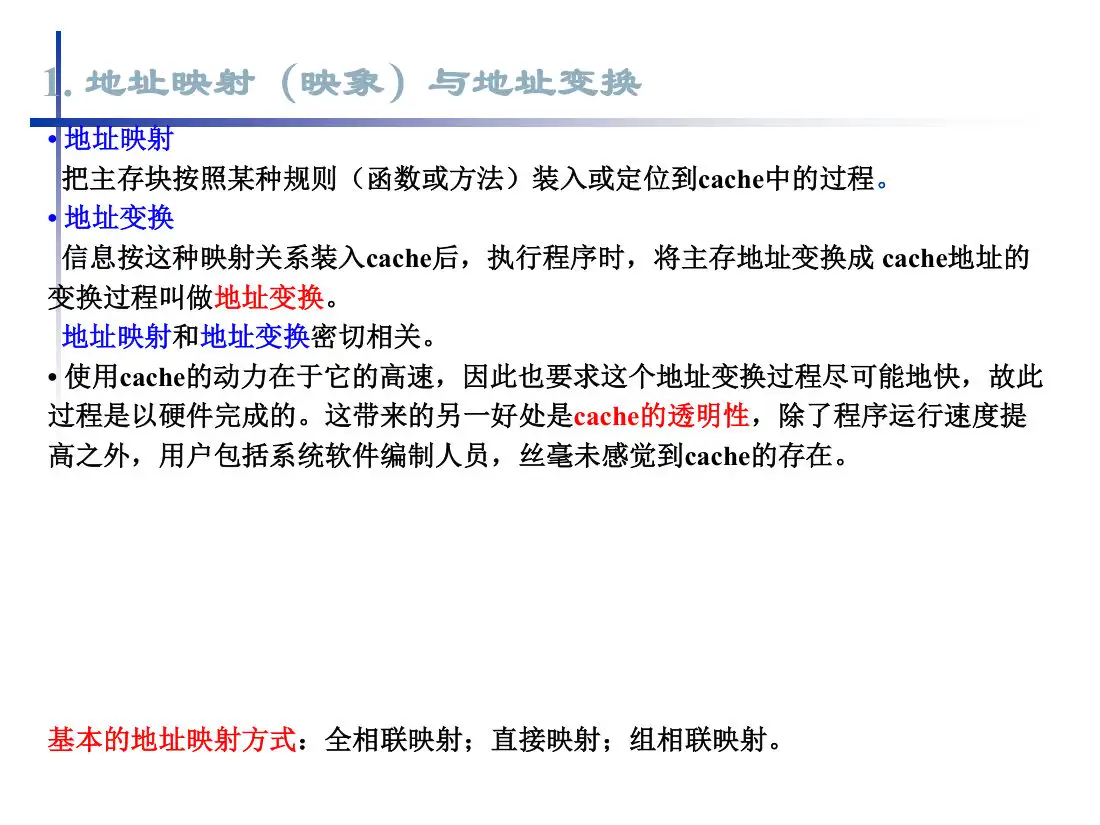 1. 地址映射（映象）与地址变换
• 地址映射
把主存块按照某种规则（函数或方法）装入或定位到cache中的过程。
• 地址变换
信息按这种映射关系装入cache后，执行程序时，将主存地址变换成 cache地址的
变换过程叫做地址变换。
地址映射和地址变换密切相关。
• 使用cache的动力在于它的高速，因此也要求这个地址变换过程尽可能地快，故此
过程是以硬件完成的。这带来的另一好处是cache的透明性，除了程序运行速度提
高之外，用户包括系统软件编制人员，丝毫未感觉到cache的存在。
基本的地址映射方式：全相联映射；直接映射；组相联映射。